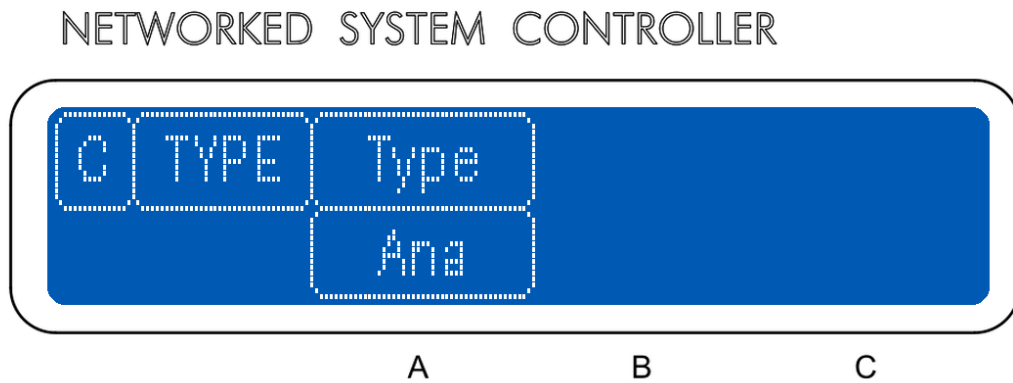 NETWORKED SYSTEM CONTROLLER
C TYPE Type
Ana
A B C